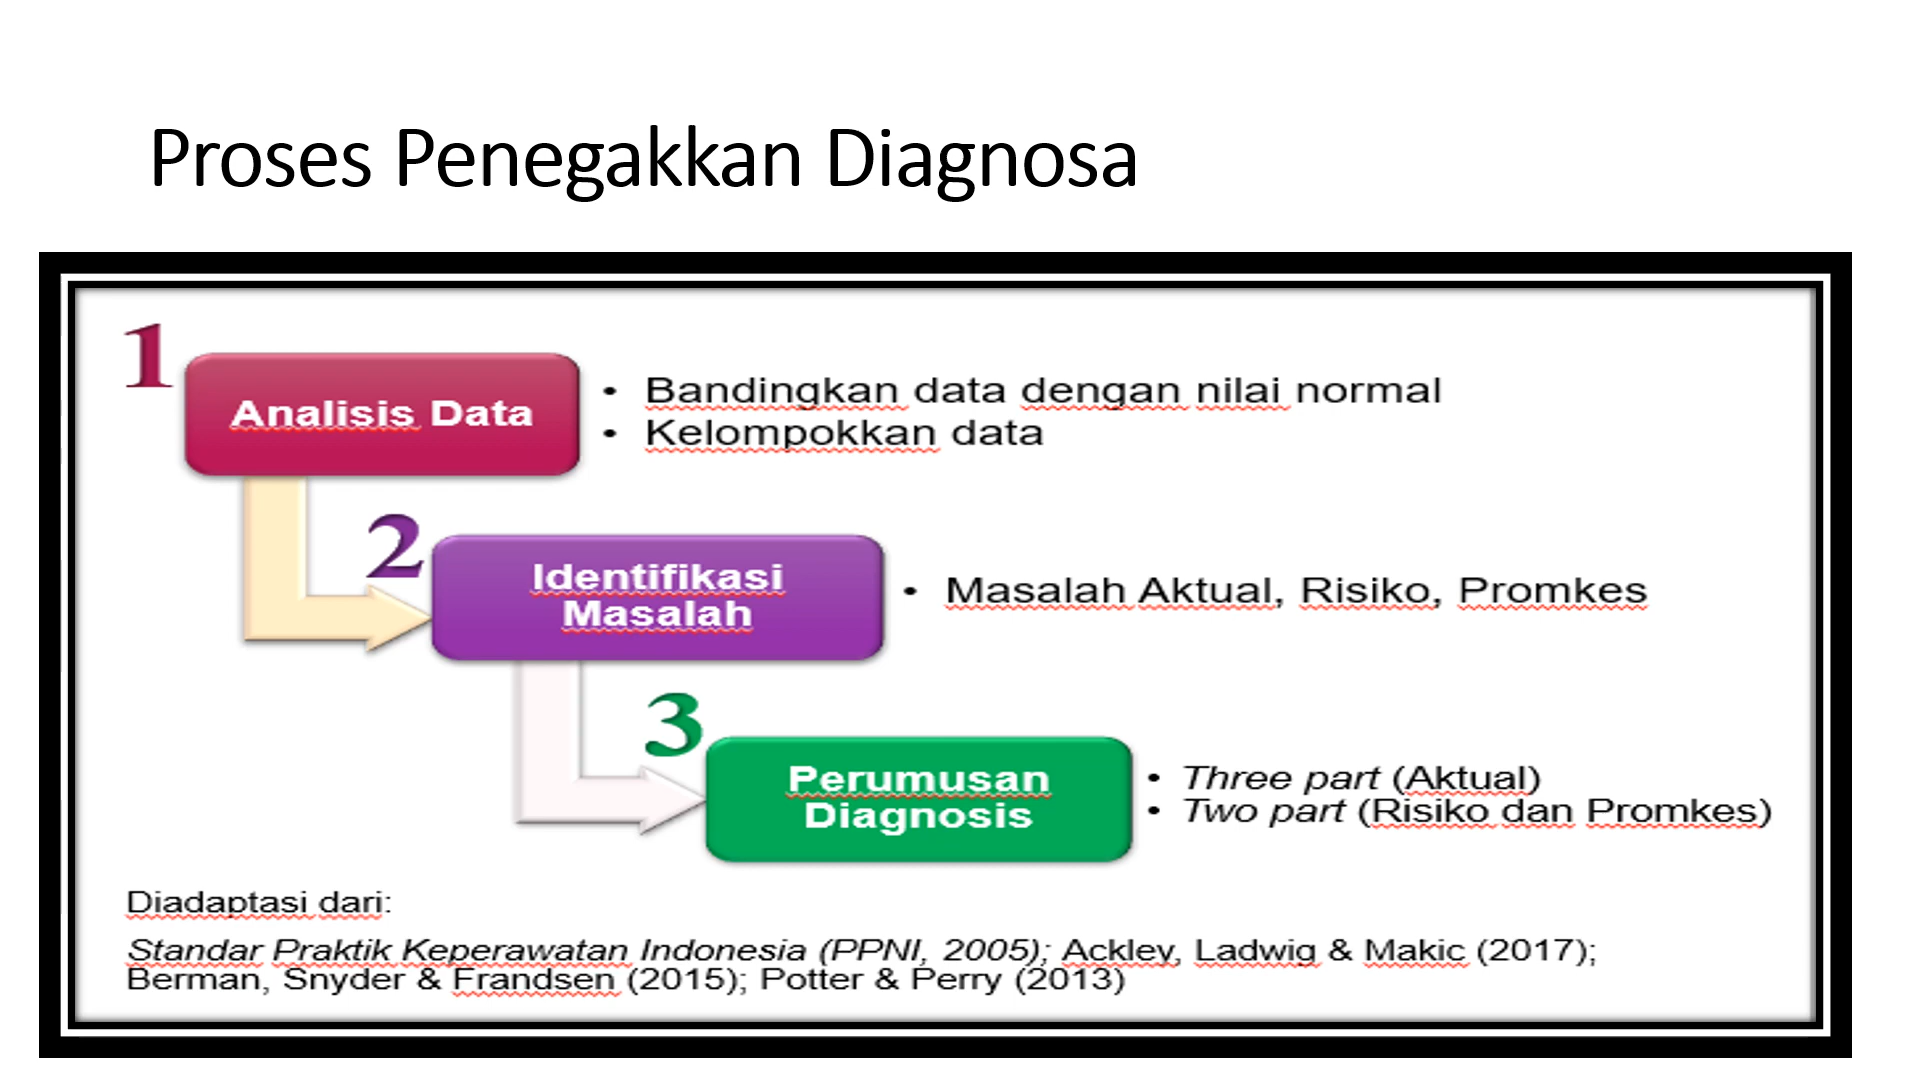 Proses Penegakkan Diagnosa
1
Analisis Data
• Bandingkan data dengan nilai normal
• Kelompokkan data
2
Identifikasi
Masalah
• Masalah Aktual, Risiko, Promkes
3
Perumusan
Diagnosis
• Three part (Aktual)
• Two part (Risiko dan Promkes)
Diadaptasi dari:
Standar Praktik Keperawatan Indonesia (PPNI, 2005); Ackley, Ladwig & Makic (2017);
Berman, Snyder & Frandsen (2015); Potter & Perry (2013)